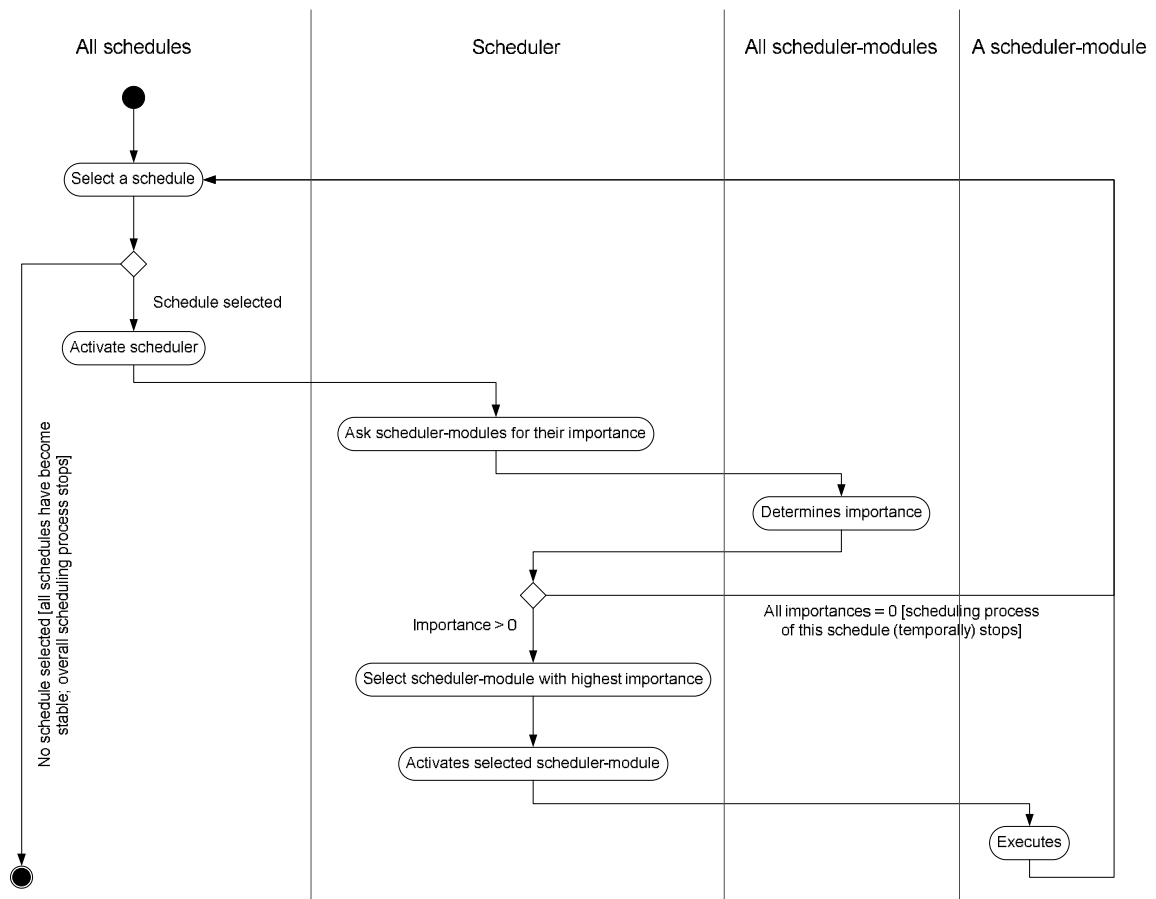 All schedules
Scheduler
All scheduler-modules
A scheduler-module
Select a schedule
Schedule selected
Activate scheduler
No schedule selected [all schedules have become
stable; overall scheduling process stops]
Ask scheduler-modules for their importance
Determines importance
Importance > 0
All importances = 0 [scheduling process
of this schedule (temporally) stops]
Select scheduler-module with highest importance
Activates selected scheduler-module
Executes